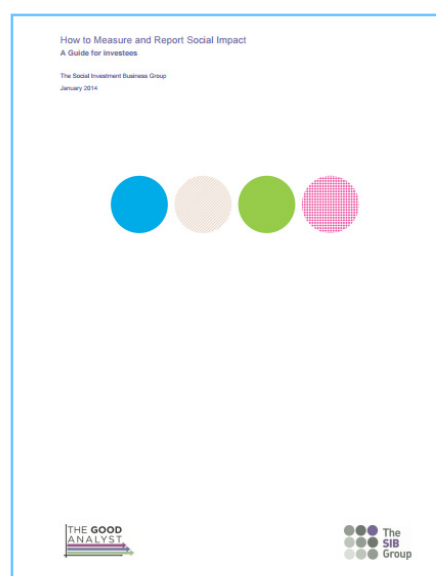 How to Measure and Report Social Impact
A Guide for investees
The Social Investment Business Group
January 2014
THE GOOD
ANALYST
The
SIB
Group